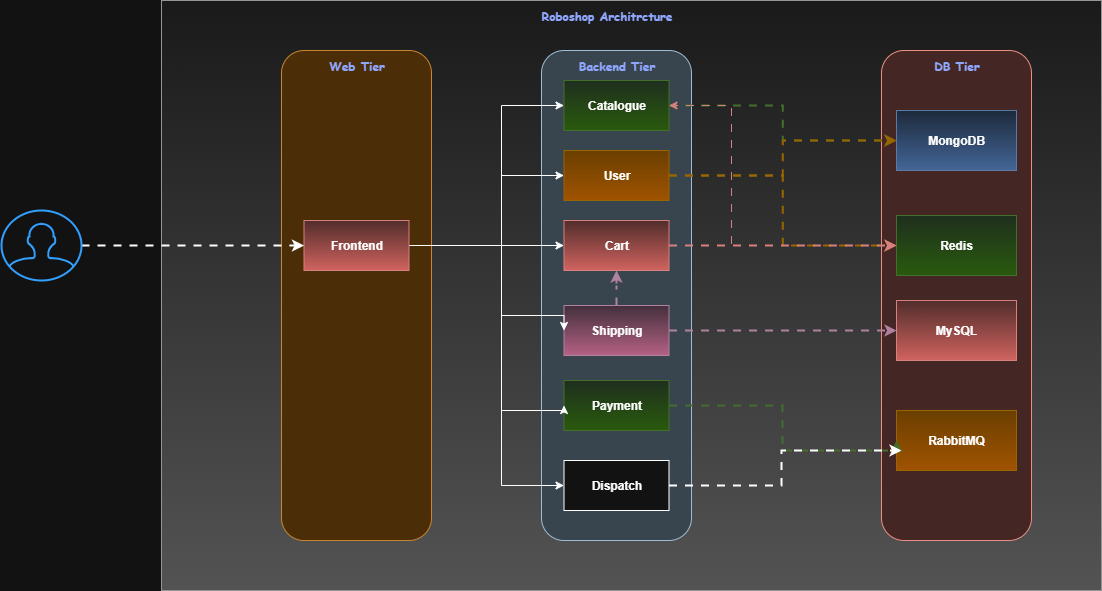 Roboshop Architrcture
Web Tier
Backend Tier
DB Tier
Catalogue
MongoDB
User
Frontend
Cart
Redis
Shipping
MySQL
Payment
RabbitMQ
Dispatch